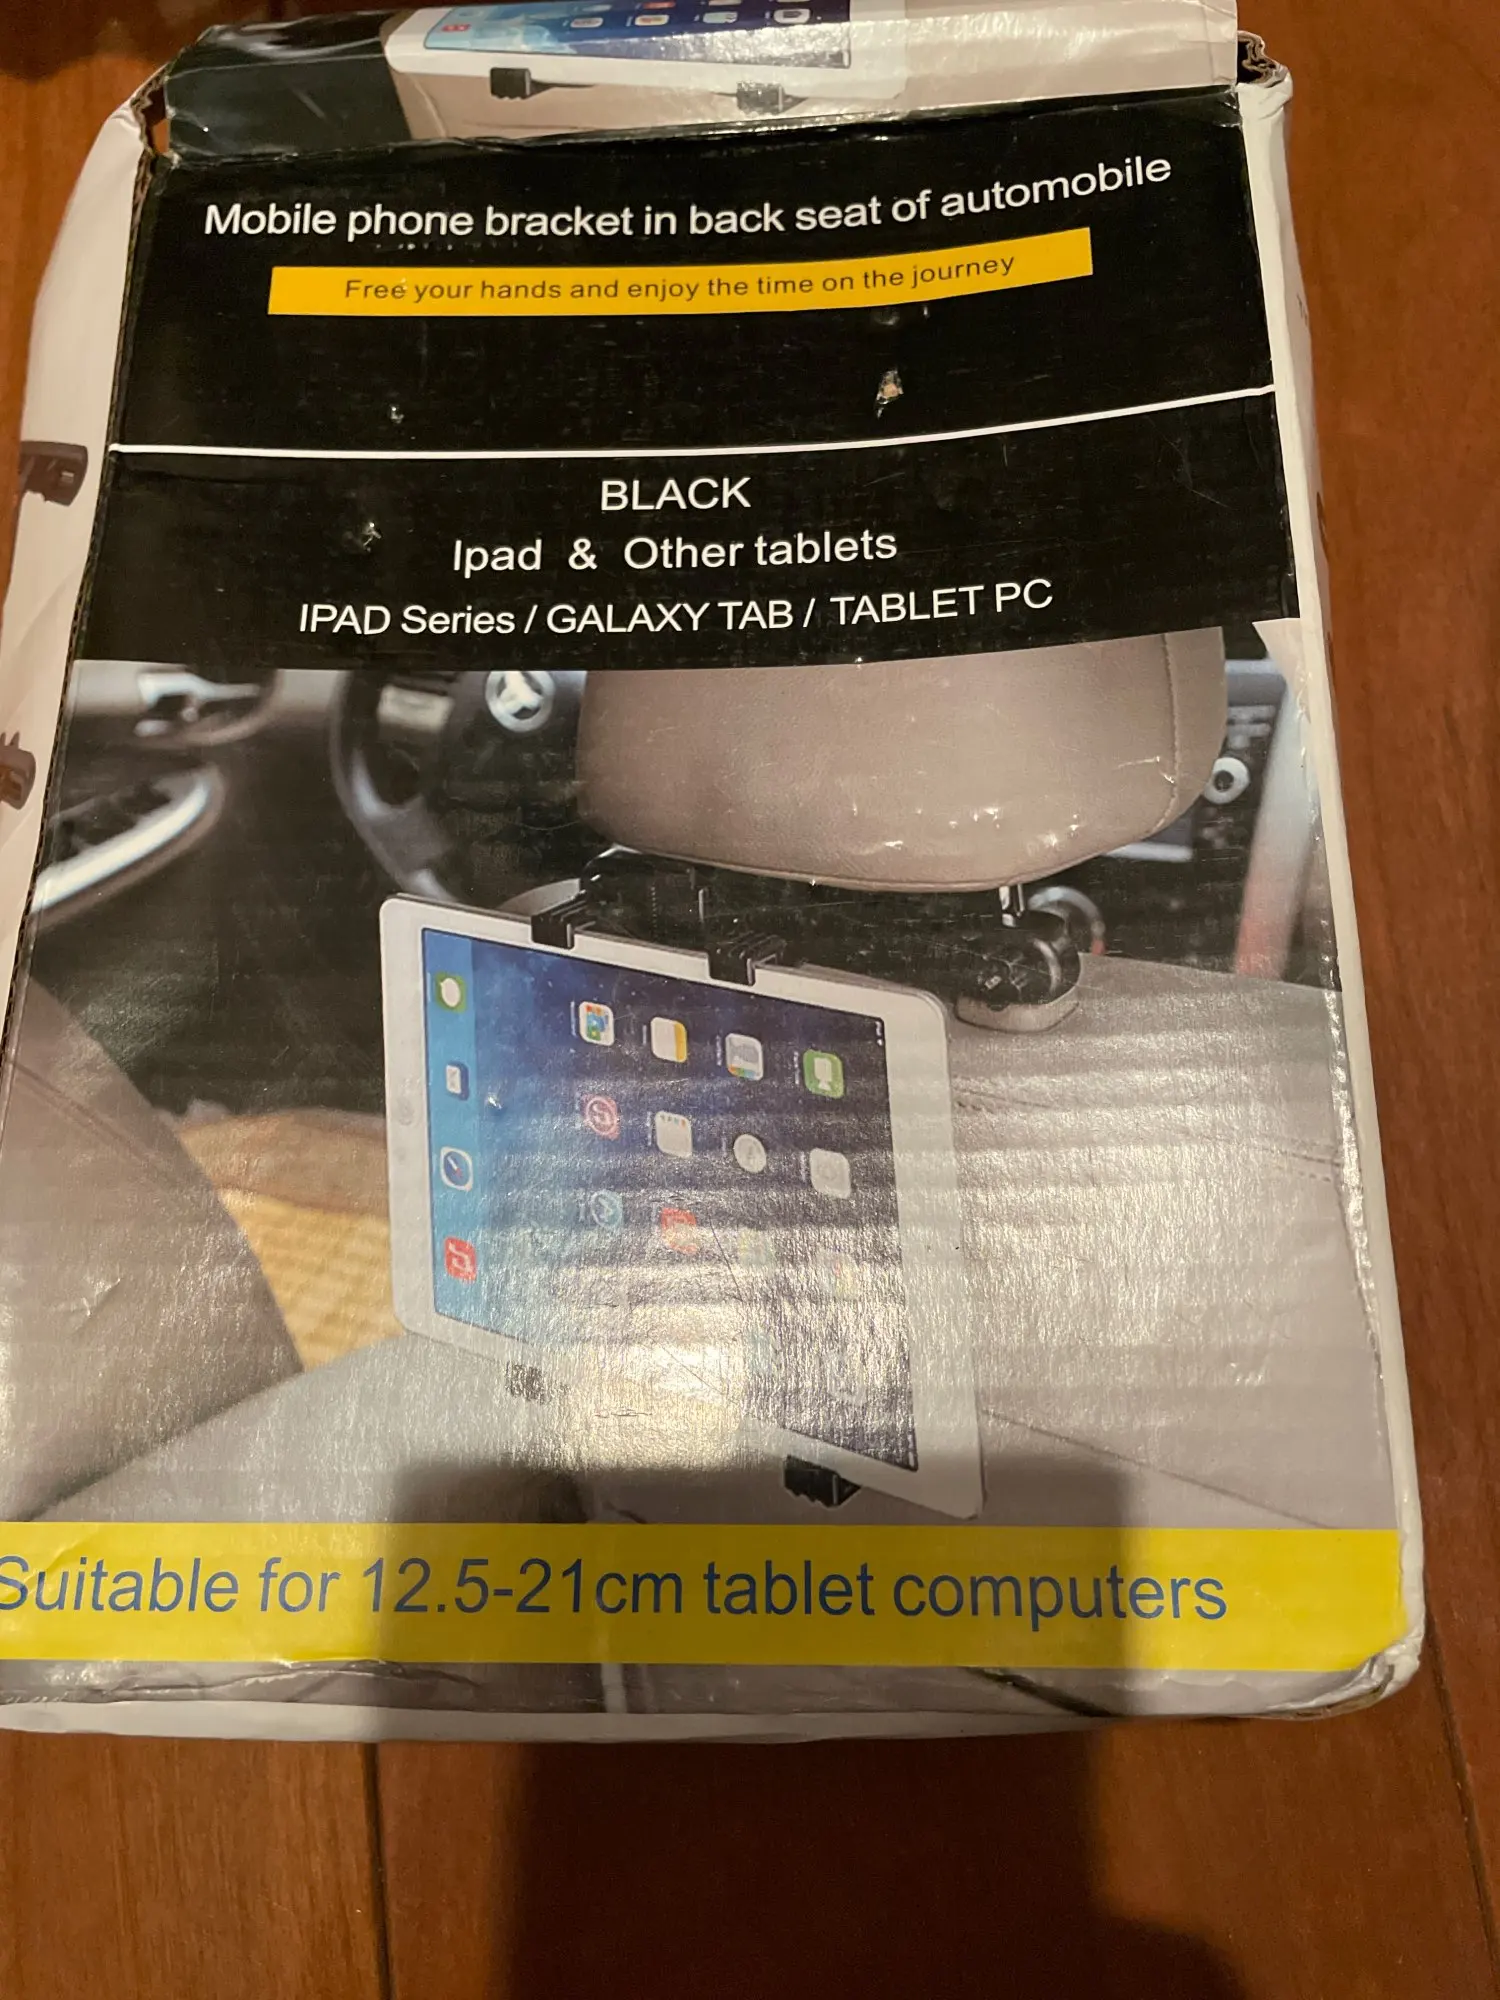 Mobile phone bracket in back seat of automobile
Free your hands and enjoy the time on the journey
BLACK
Ipad & Other tablets
IPAD Series / GALAXY TAB / TABLET PC
Suitable for 12.5-21cm tablet computers